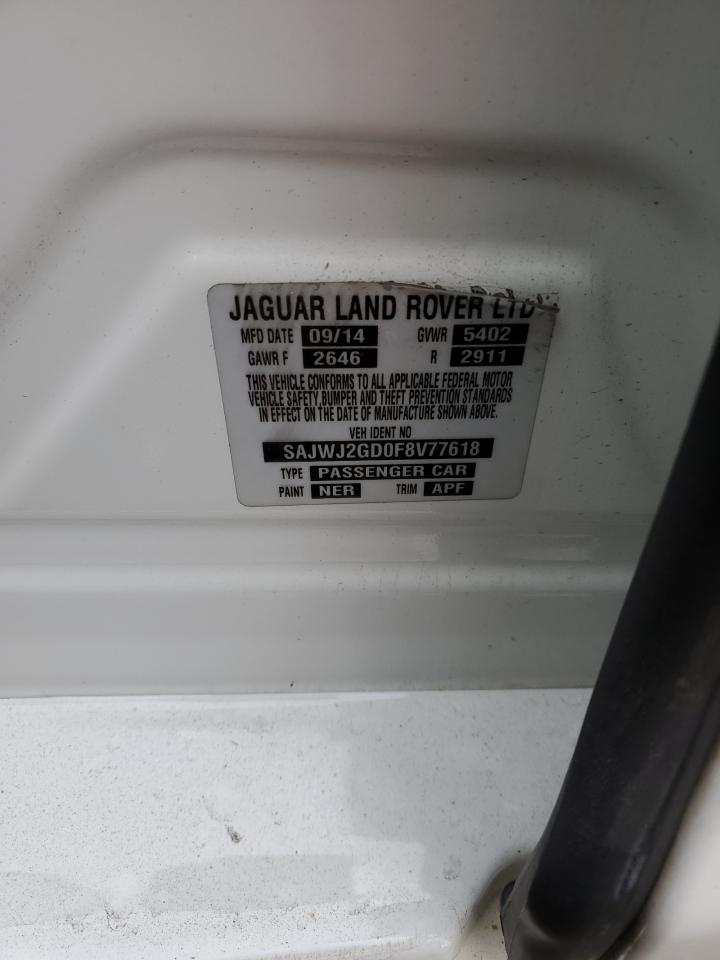 JAGUAR LAND ROVER LTD
MFD DATE 09/14 GVWR 5402
GAWR F 2646 R 2911
THIS VEHICLE CONFORMS TO ALL APPLICABLE FEDERAL MOTOR
VEHICLE SAFETY,BUMPER AND THEFT PREVENTION STANDARDS
IN EFFECT ON THE DATE OF MANUFACTURE SHOWN ABOVE.
VEH IDENT NO
SAJWJ2GD0F8V77618
TYPE PASSENGER CAR
PAINT NER TRIM APF